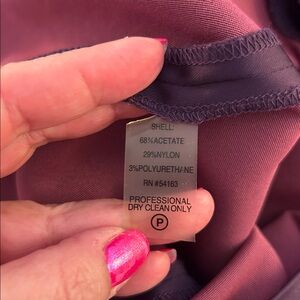 SHELL:
68%ACETATE
29%NYLON
3%POLYURETHANE
RN #54163
PROFESSIONAL
DRY CLEAN ONLY
P